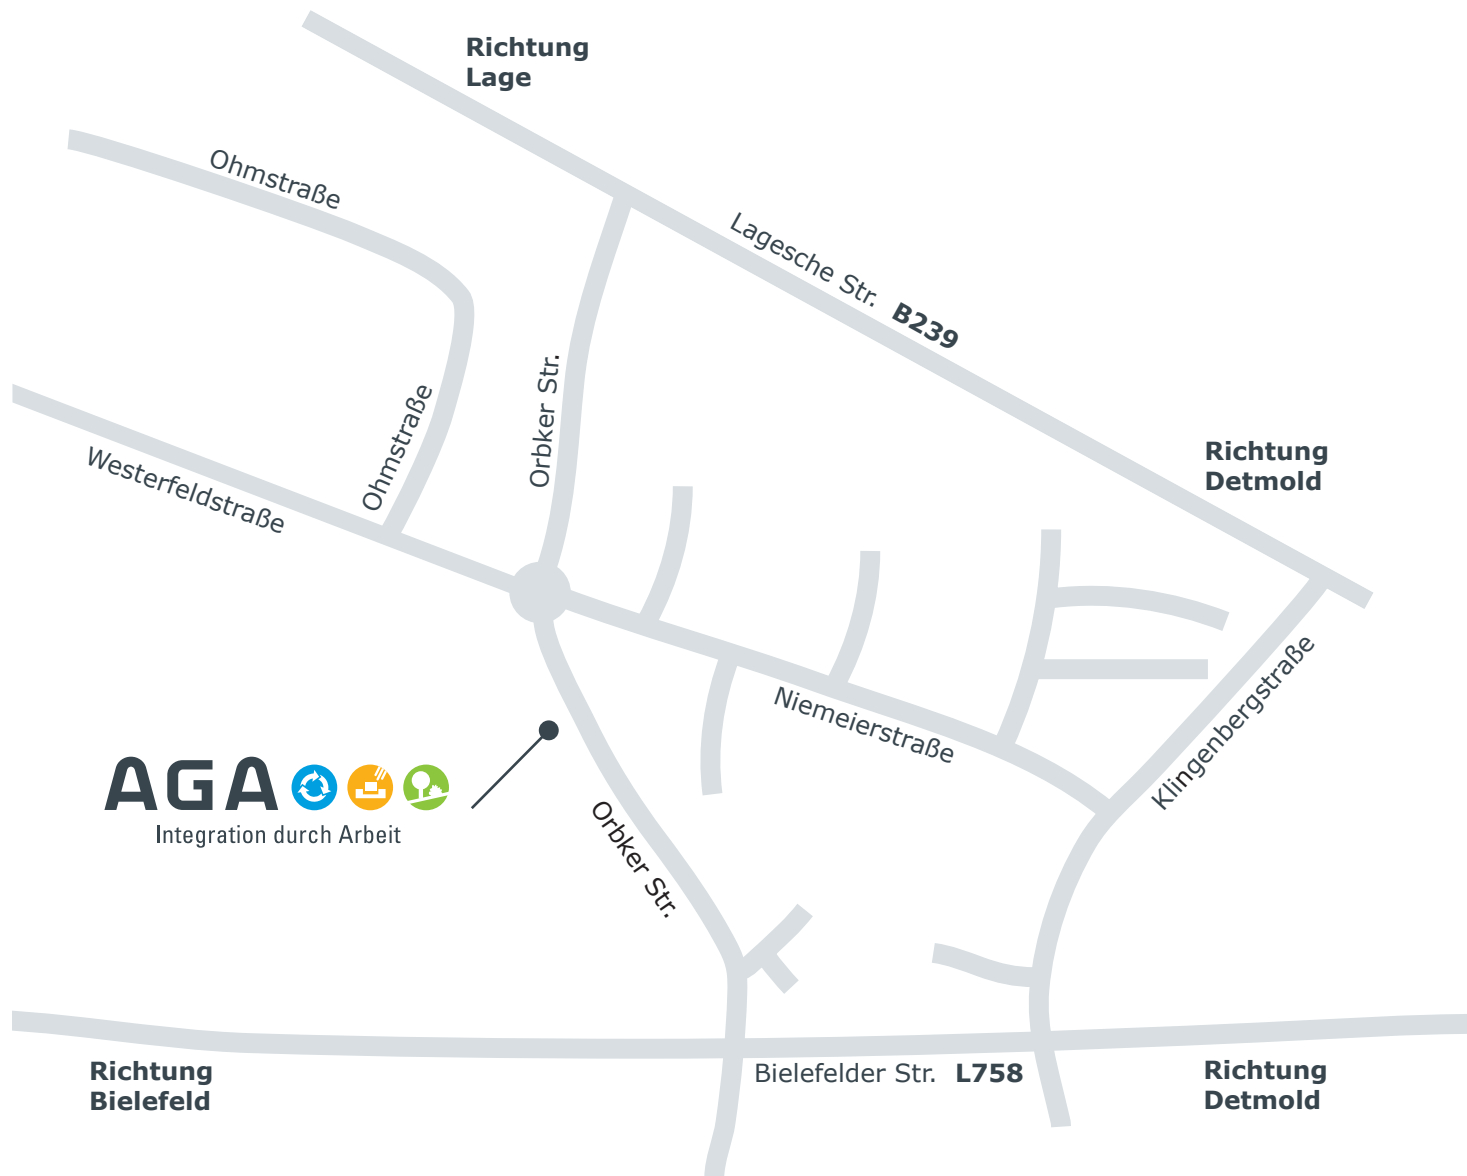 Richtung
Lage
Ohmstraße
Lagesche Str. B239
Orbker Str.
Ohmstraße
Westerfeldstraße
Richtung
Detmold
Niemeierstraße
Klingenbergstraße
AGA
Integration durch Arbeit
Orbker Str.
Bielefelder Str. L758
Richtung
Bielefeld
Richtung
Detmold